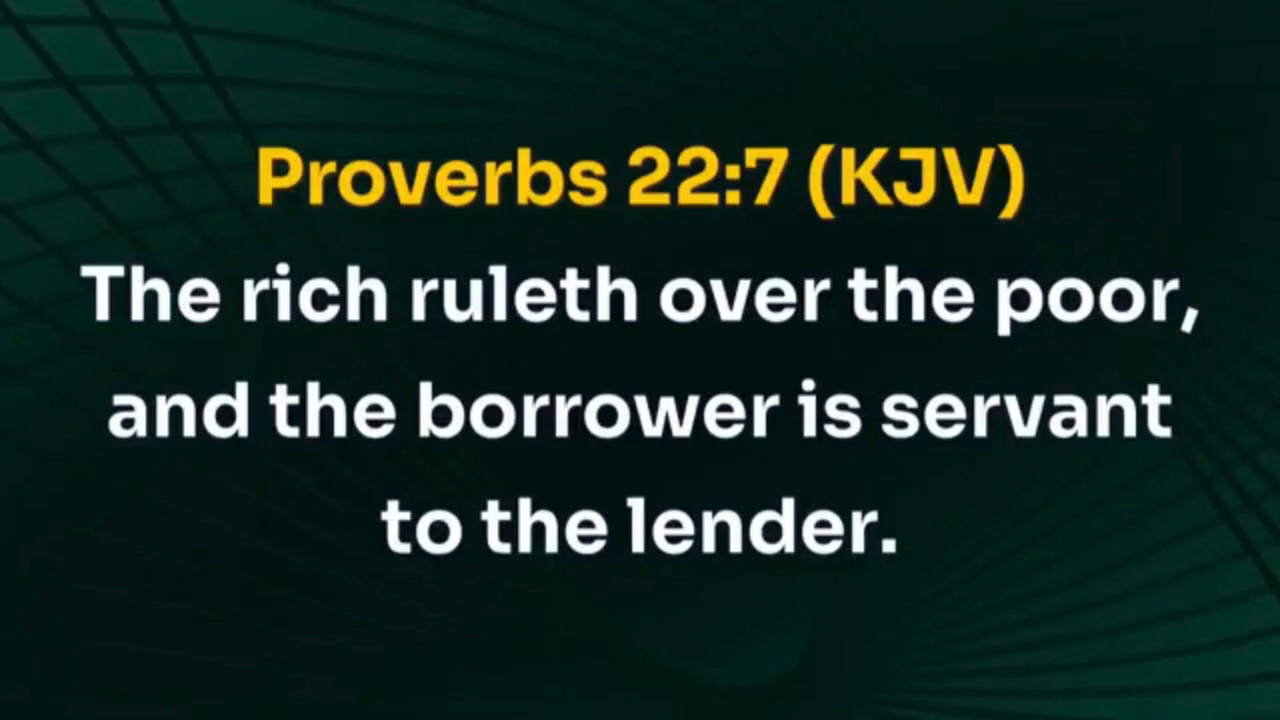 Proverbs 22:7 (KJV)
The rich ruleth over the poor,
and the borrower is servant
to the lender.